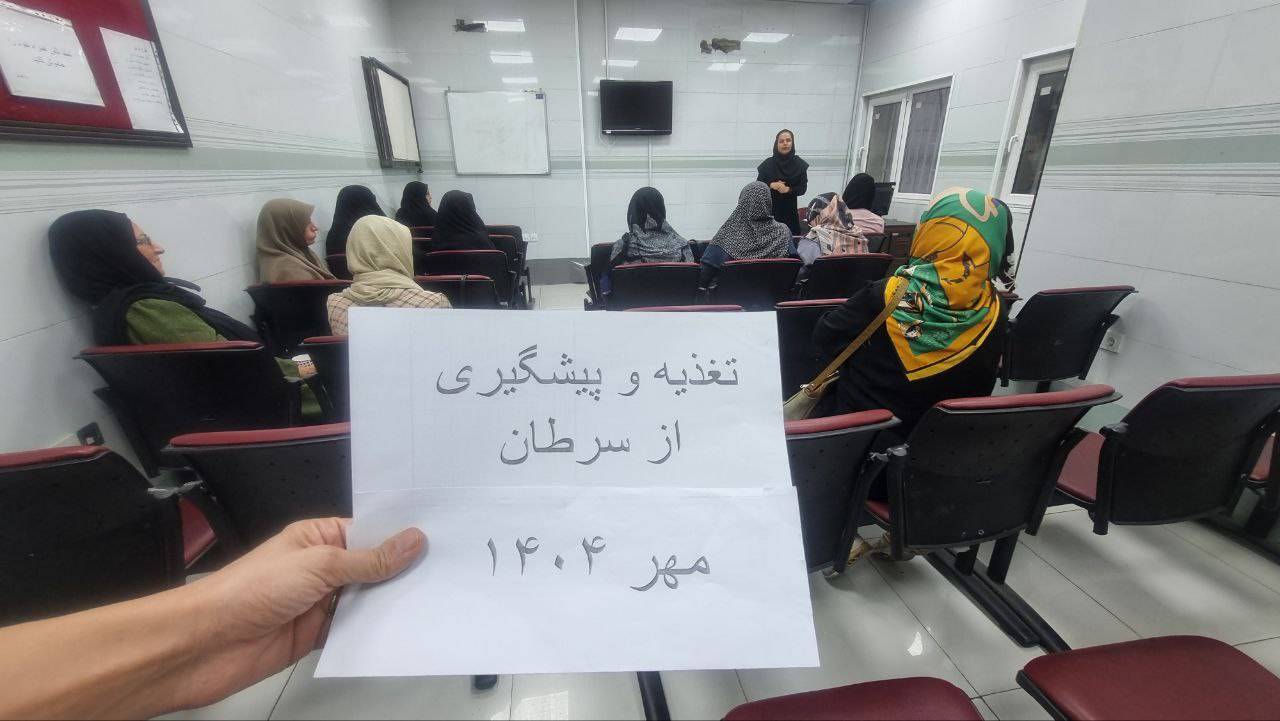 تغذیه و پیشگیری
از سرطان
مهر ۱۴۰۴